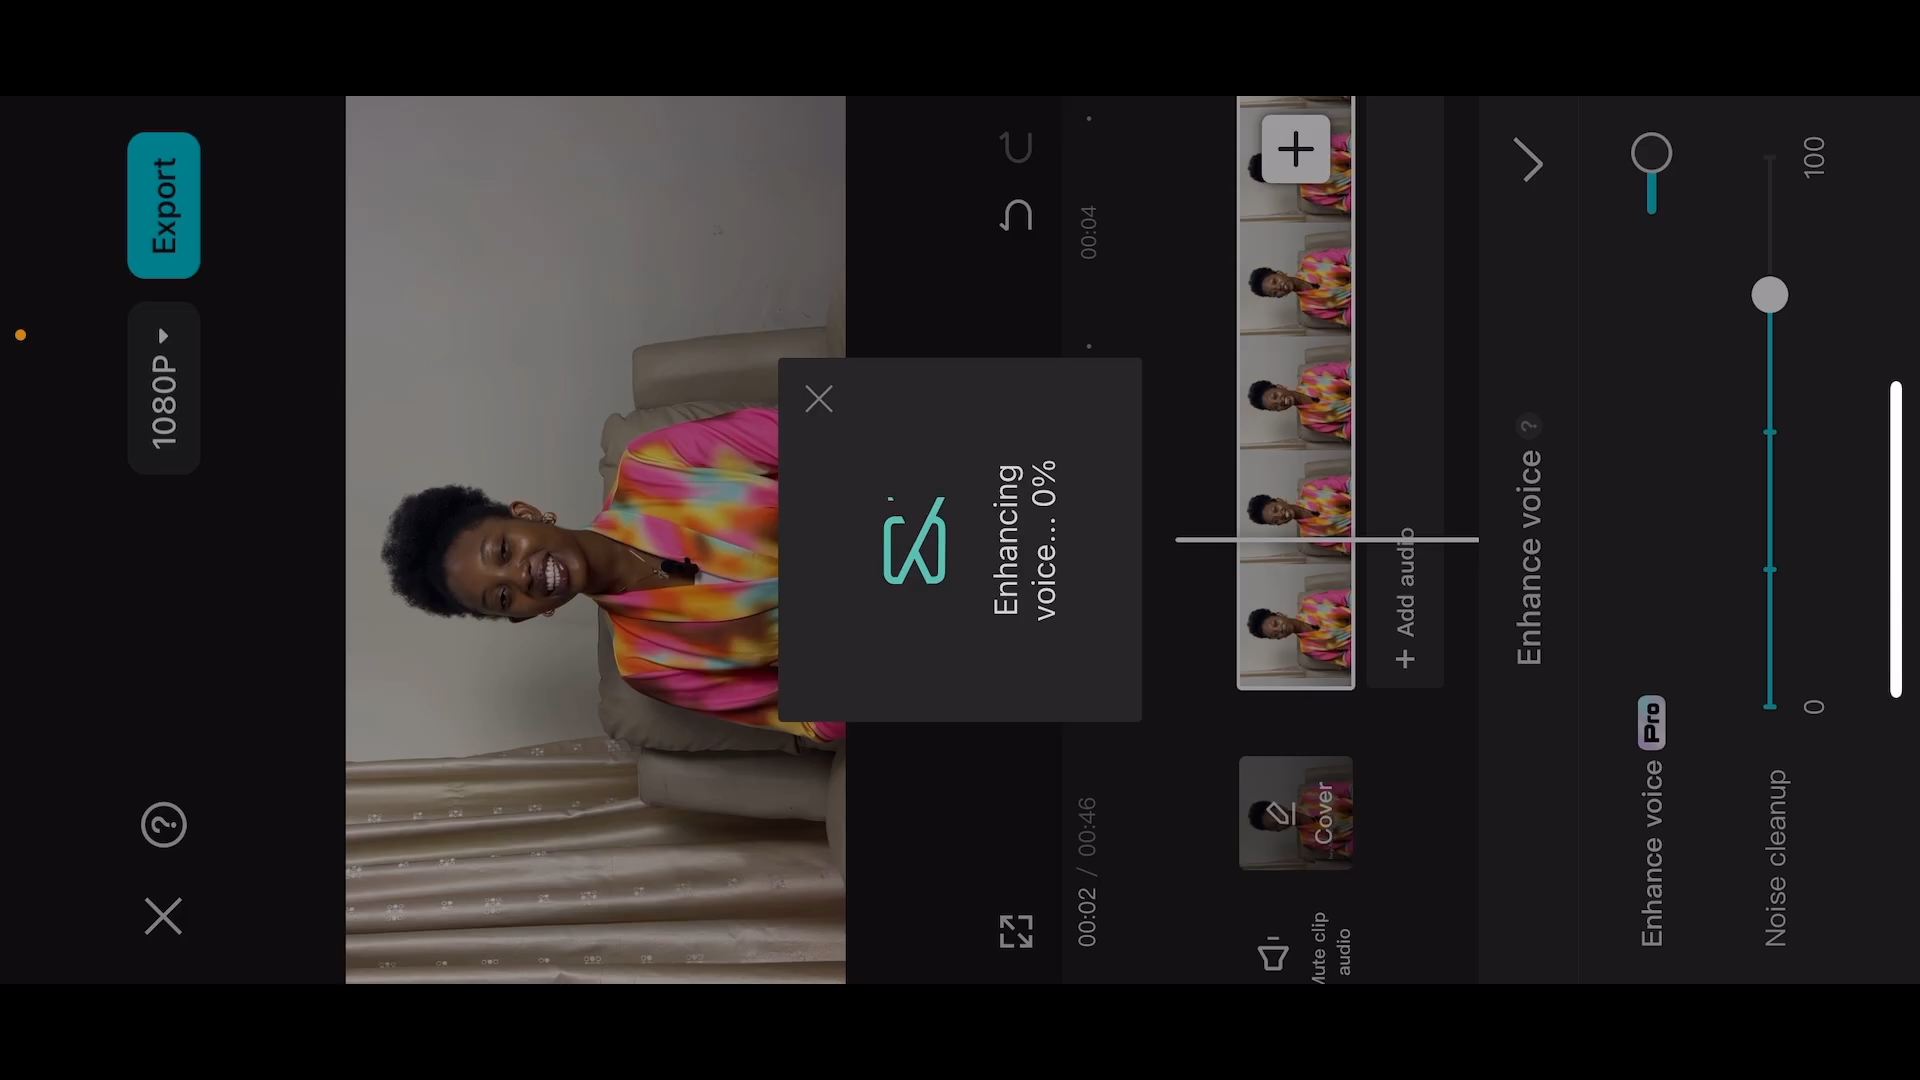 1080P
Export
Enhancing
voice... 0%
00:02 / 00:46
00:04
Cover
Mute clip
audio
+ Add audio
Enhance voice ?
Enhance voice Pro
Noise cleanup
0
100